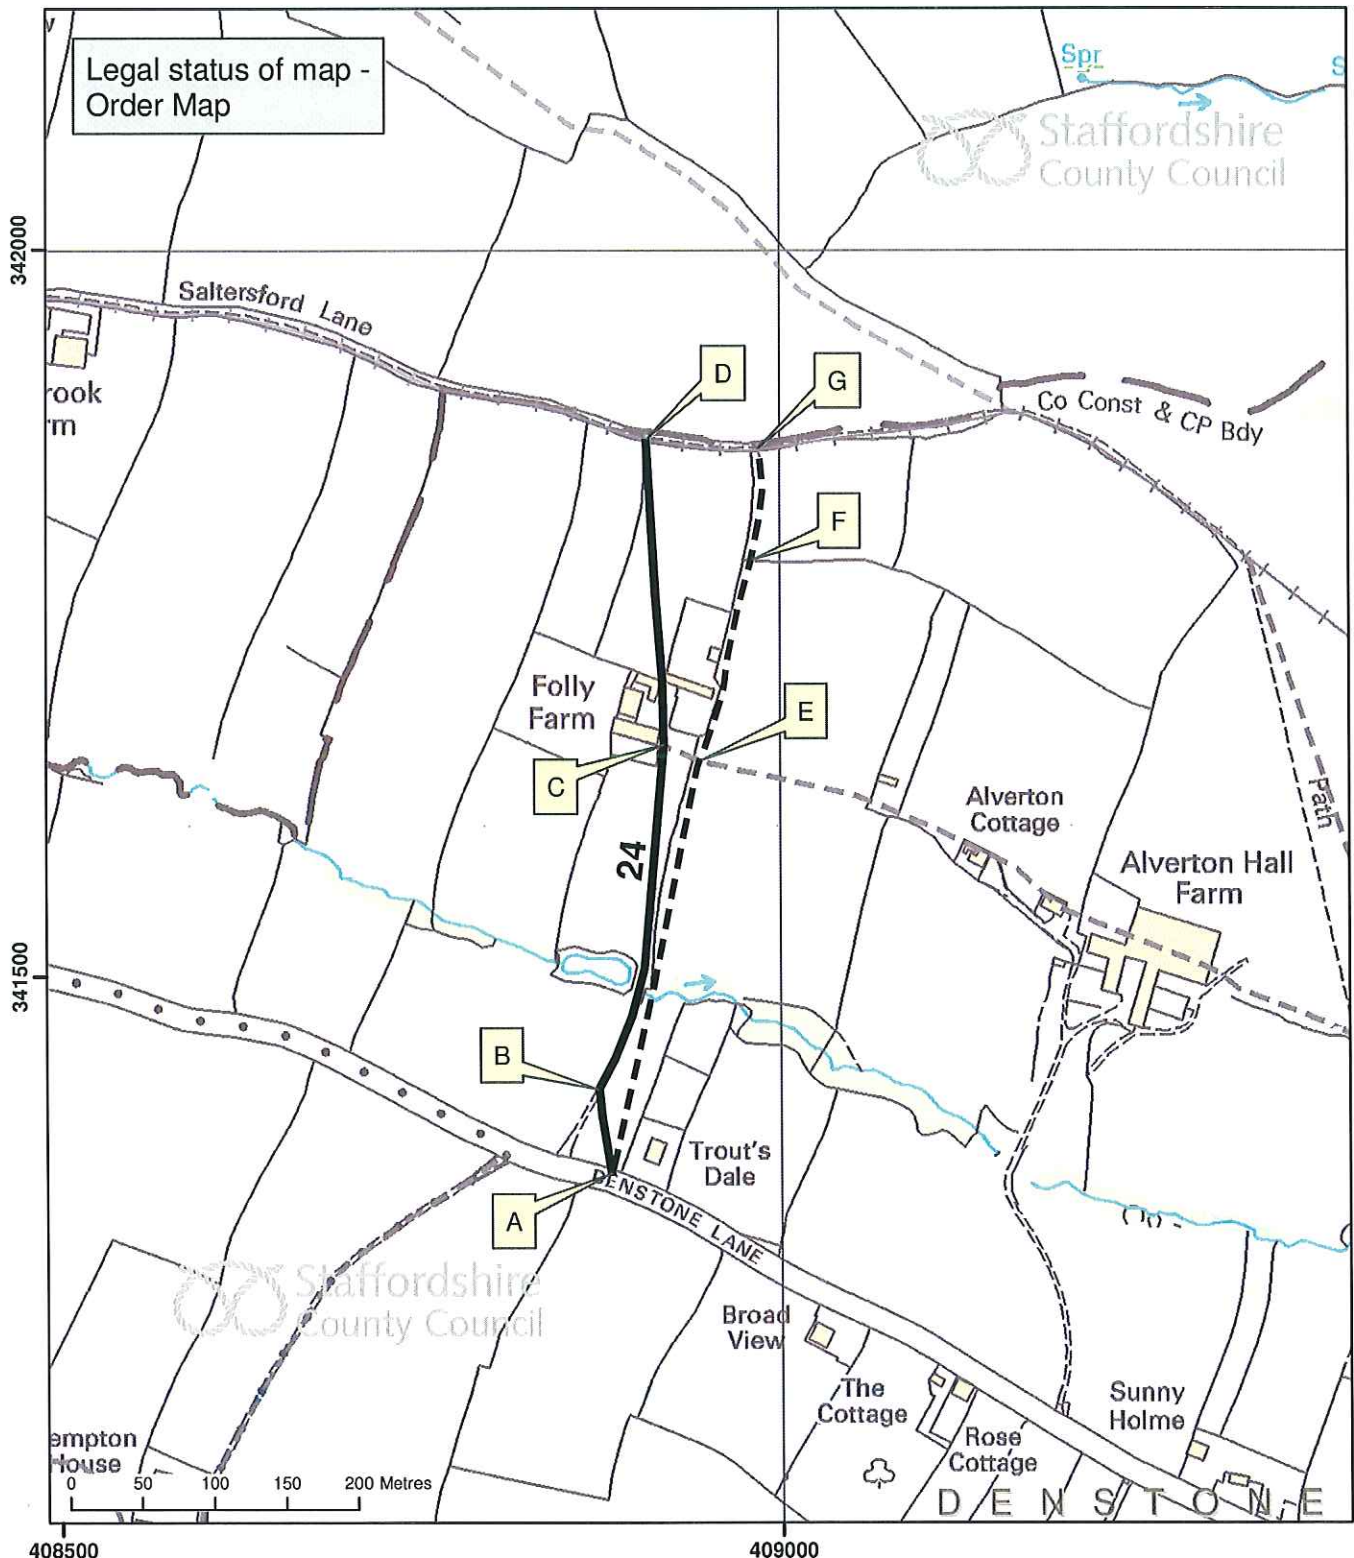 Legal status of map -
Order Map
Spr
S
Staffordshire
County Council
342000
Saltersford Lane
rook
rm
D
G
Co Const & CP Bdy
F
Folly
Farm
E
C
Alverton
Cottage
Path
24
Alverton Hall
Farm
341500
B
Trout's
Dale
A
DENSTONE LANE
Staffordshire
County Council
Broad
View
The
Cottage
Sunny
Holme
Rose
Cottage
empton
House
0 50 100 150 200 Metres
DENSTONE
408500
409000